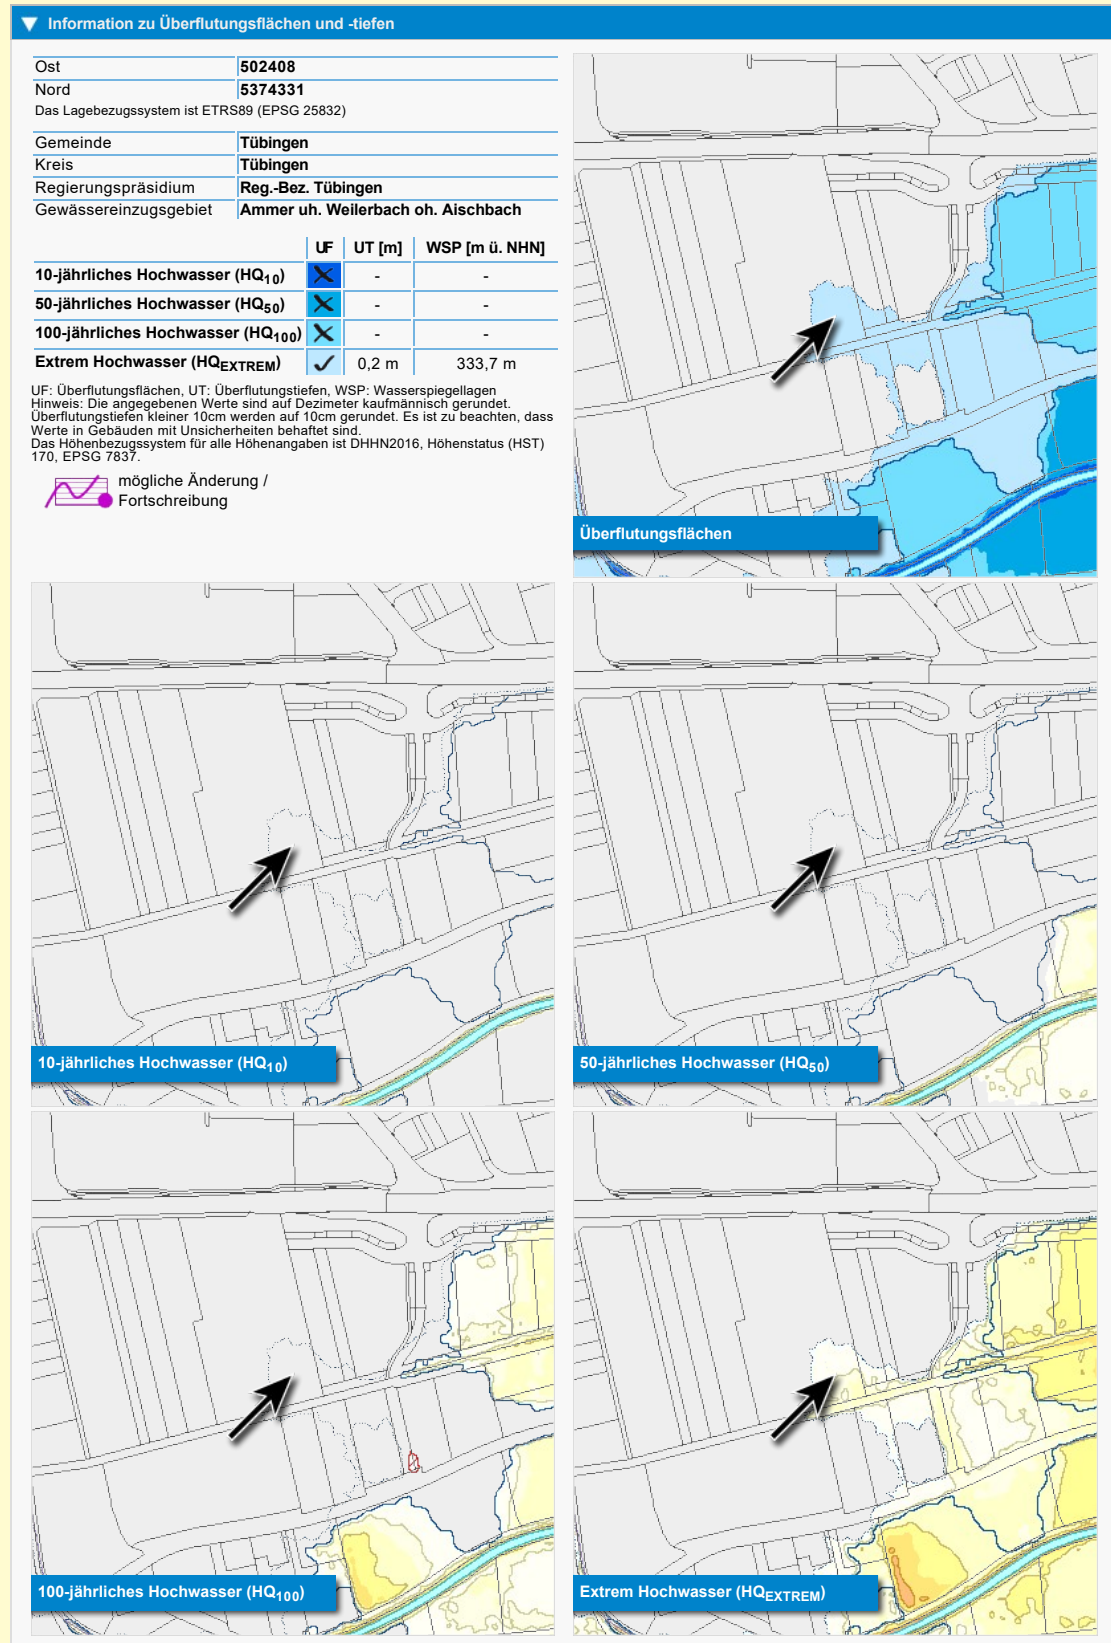 Information zu Überflutungsflächen und -tiefen
Ost 502408
Nord 5374331
Das Lagebezugssystem ist ETRS89 (EPSG 25832)
Gemeinde Tübingen
Kreis Tübingen
Regierungspräsidium Reg.-Bez. Tübingen
Gewässereinzugsgebiet Ammer uh. Weilerbach oh. Aischbach
UF UT [m] WSP [m ü. NHN]
10-jährliches Hochwasser (HQ10) - -
50-jährliches Hochwasser (HQ50) - -
100-jährliches Hochwasser (HQ100) - -
Extrem Hochwasser (HQEXTREM) 0,2 m 333,7 m
UF: Überflutungsflächen, UT: Überflutungstiefen, WSP: Wasserspiegellagen
Hinweis: Die angegebenen Werte sind auf Dezimeter kaufmännisch gerundet.
Überflutungstiefen kleiner 10cm werden auf 10cm gerundet. Es ist zu beachten, dass
Werte in Gebäuden mit Unsicherheiten behaftet sind.
Das Höhenbezugssystem für alle Höhenangaben ist DHHN2016, Höhenstatus (HST)
170, EPSG 7837.
mögliche Änderung /
Fortschreibung
Überflutungsflächen
10-jährliches Hochwasser (HQ10)
50-jährliches Hochwasser (HQ50)
100-jährliches Hochwasser (HQ100)
Extrem Hochwasser (HQEXTREM)